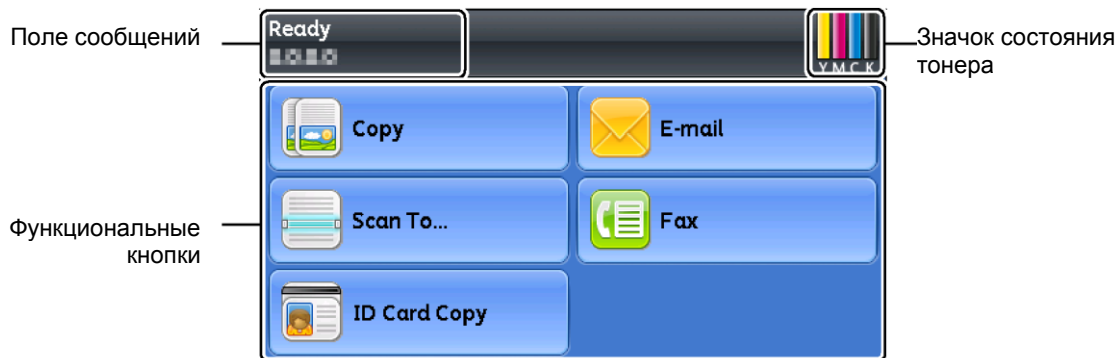 Поле сообщений
Ready
Y M C K
Значок состояния
тонера
Copy
E-mail
Scan To...
Fax
Функциональные
кнопки
ID Card Copy